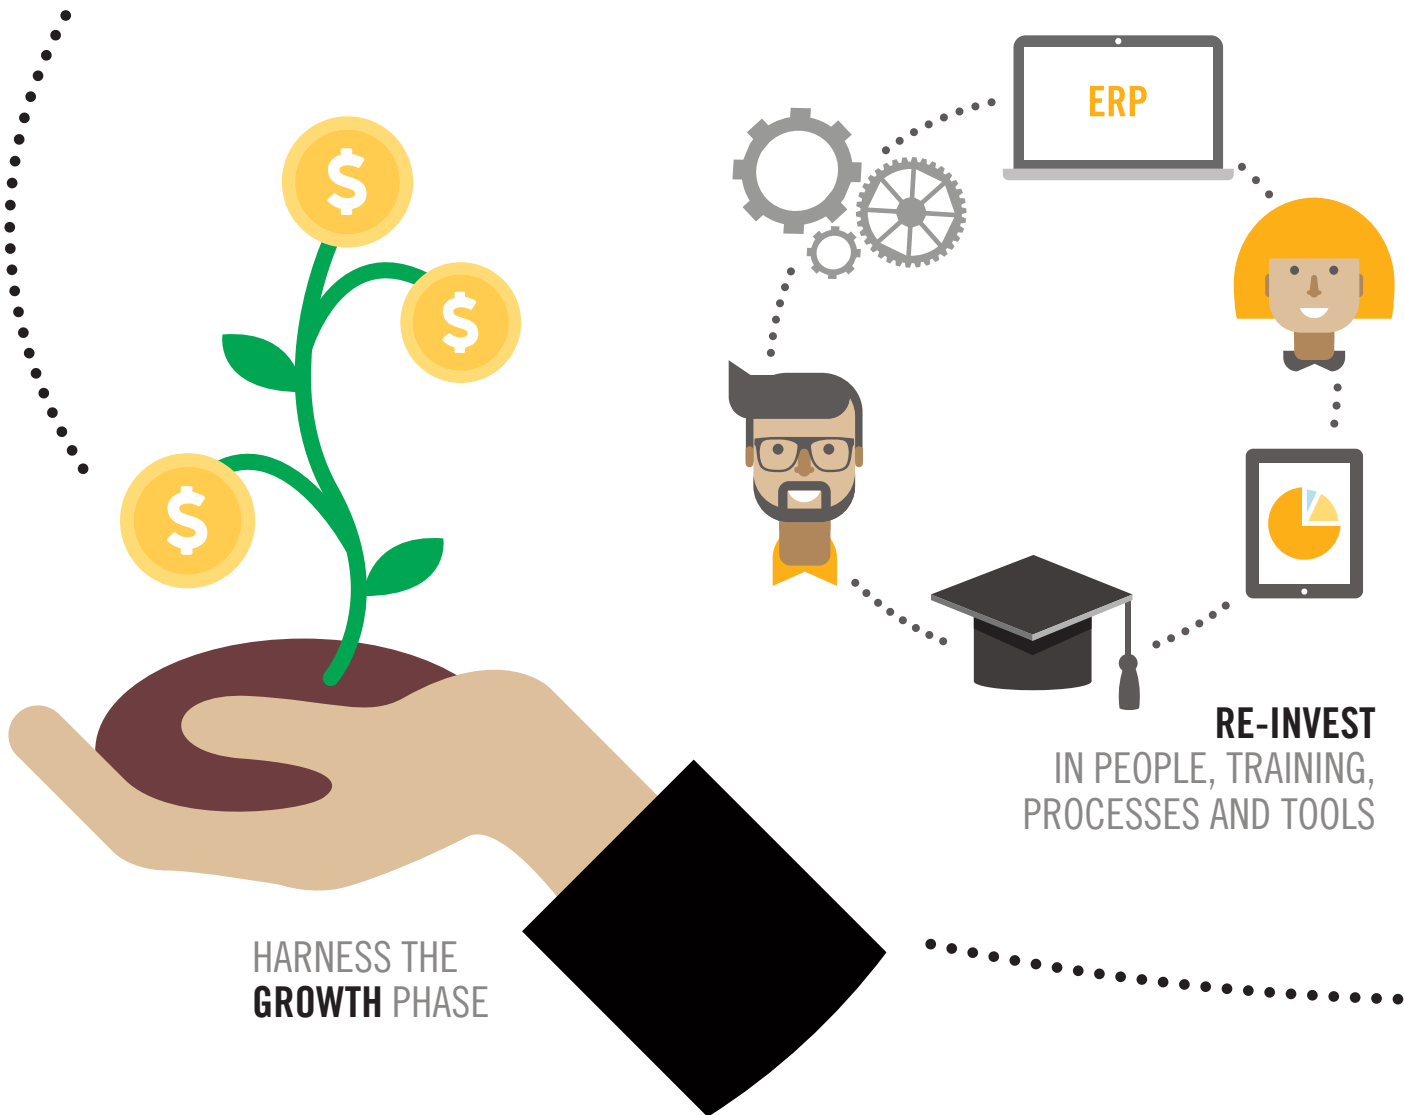 ERP
$
$
$
RE-INVEST
IN PEOPLE, TRAINING,
PROCESSES AND TOOLS
HARNESS THE
GROWTH PHASE